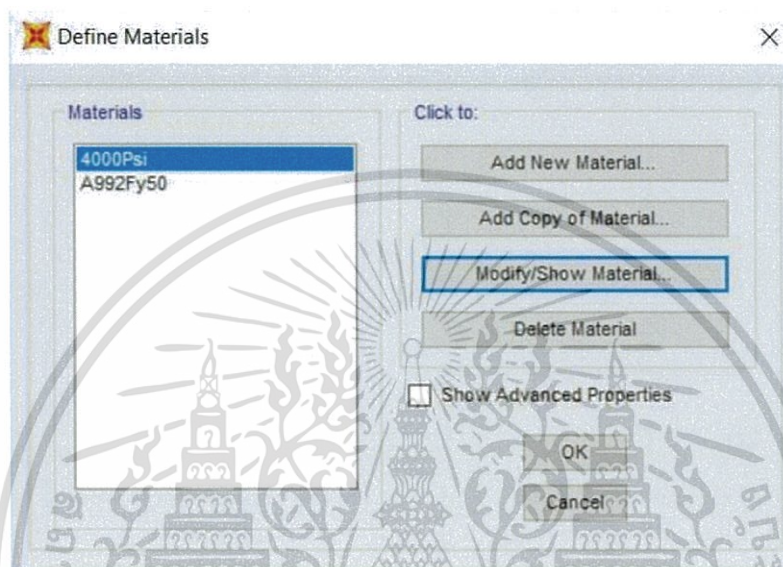 Define Materials
Materials
4000Psi
A992Fy50
Click to:
Add New Material...
Add Copy of Material...
Modify/Show Material...
Delete Material
Show Advanced Properties
OK
Cancel